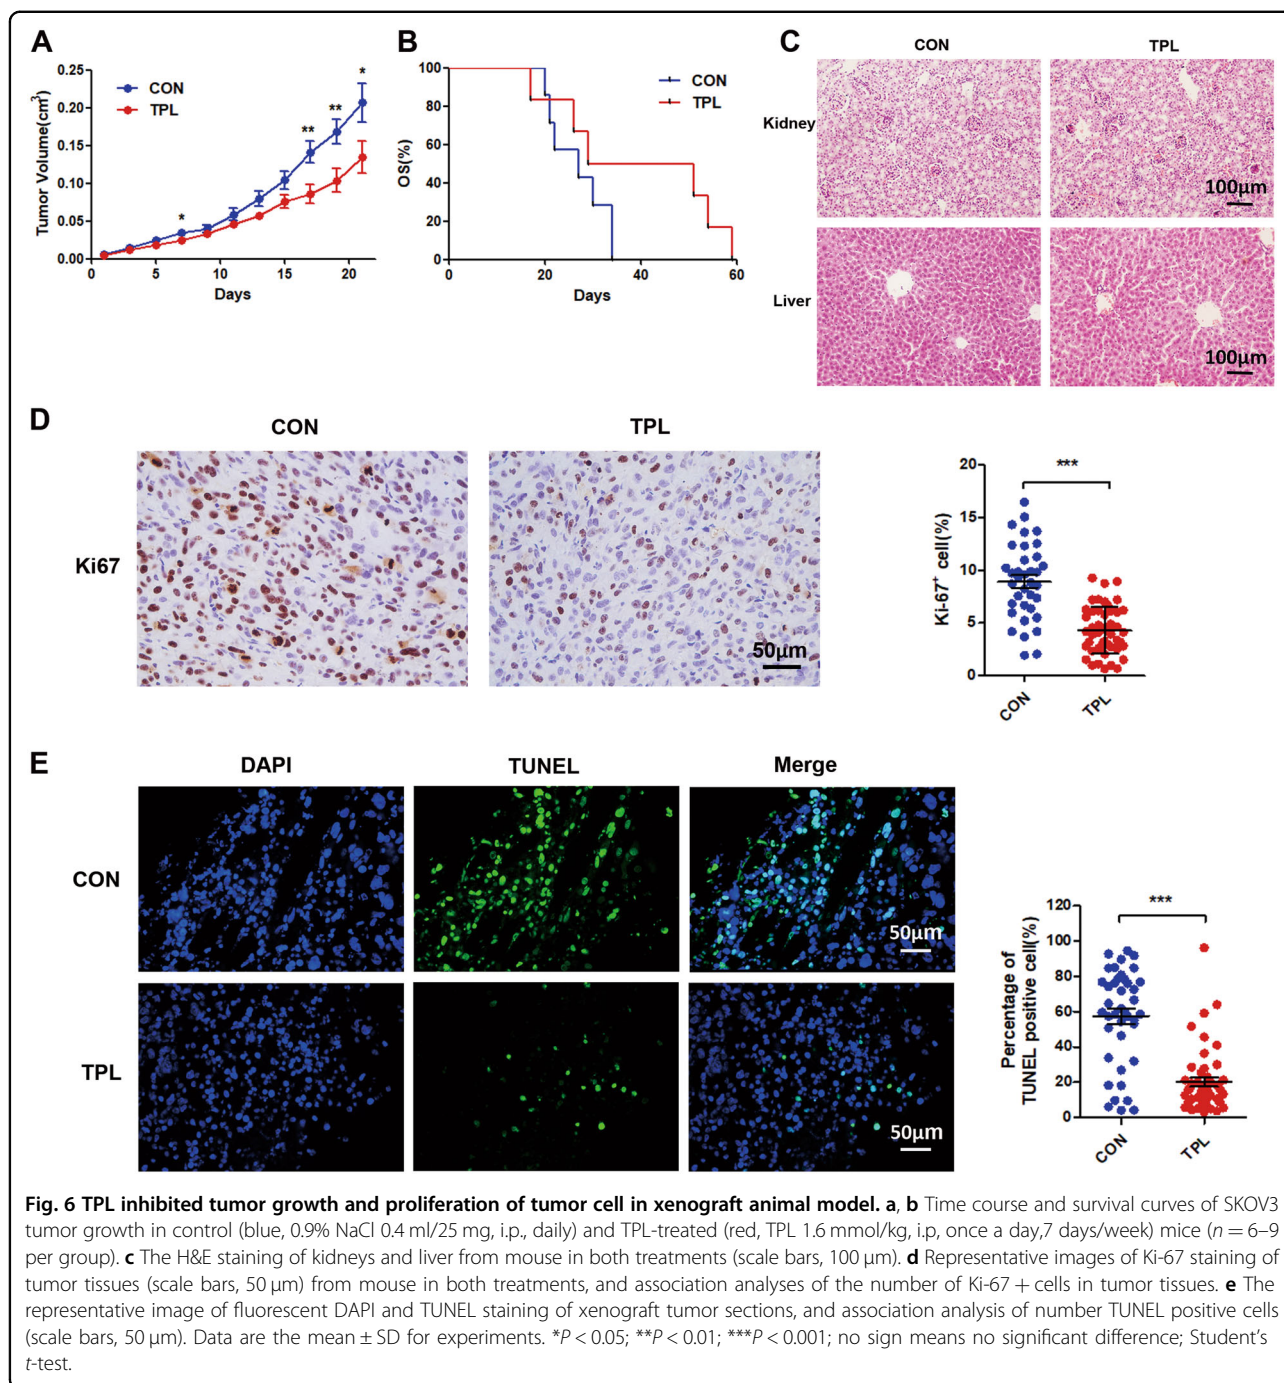 A
0.25
0.20
0.15
0.10
0.05
0.00
Tumor Volume(cm³)
CON
TPL
*
**
**
*
0
5
10
15
20
Days
B
100
80
60
40
20
0
OS(%)
CON
TPL
0
20
40
60
Days
C
CON
TPL
Kidney
100μm
100μm
Liver
100μm
100μm
D
CON
TPL
Ki67
50μm
20
15
10
5
0
Ki-67⁺ cell(%)
***
CON
TPL
E
DAPI
TUNEL
Merge
CON
50μm
TPL
50μm
120
100
80
60
40
20
0
Percentage of
TUNEL positive cell(%)
***
CON
TPL
Fig. 6 TPL inhibited tumor growth and proliferation of tumor cell in xenograft animal model. a, b Time course and survival curves of SKOV3
tumor growth in control (blue, 0.9% NaCl 0.4 ml/25 mg, i.p., daily) and TPL-treated (red, TPL 1.6 mmol/kg, i.p, once a day,7 days/week) mice (n = 6–9
per group). c The H&E staining of kidneys and liver from mouse in both treatments (scale bars, 100 μm). d Representative images of Ki-67 staining of
tumor tissues (scale bars, 50 μm) from mouse in both treatments, and association analyses of the number of Ki-67 + cells in tumor tissues. e The
representative image of fluorescent DAPI and TUNEL staining of xenograft tumor sections, and association analysis of number TUNEL positive cells
(scale bars, 50 μm). Data are the mean ± SD for experiments. *P < 0.05; **P < 0.01; ***P < 0.001; no sign means no significant difference; Student's
t-test.